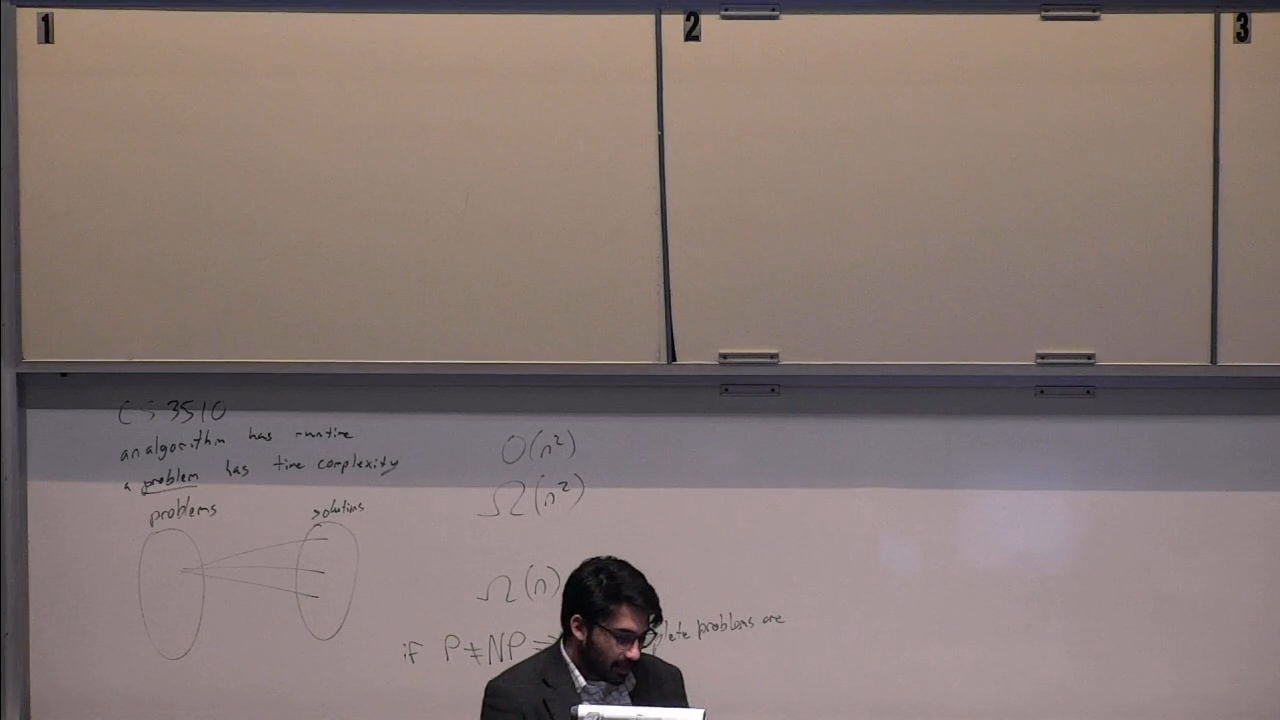 1
2
3
CS 3510
an algorithm has runtime
a problem has time complexity
problems
solutions
O(n²)
Ω(n²)
Ω(n)
if P≠NP ⇒ plete problems are